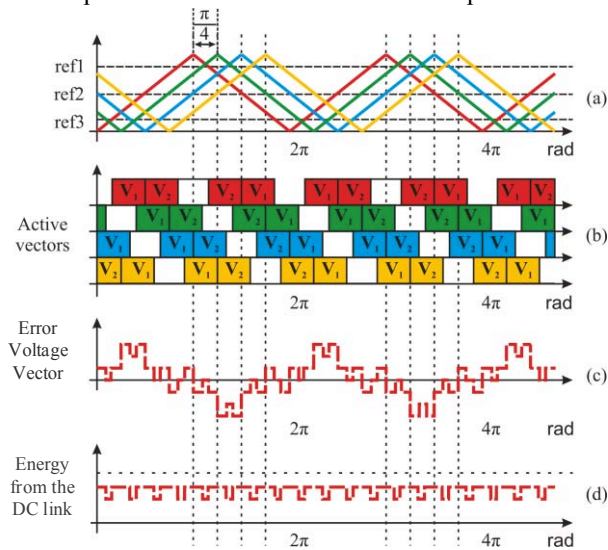 π
4
ref1
ref2
ref3
(a)
2π 4π rad
V1 V2 V2 V1 V1 V2 V2 V1 V1 V2
V1 V2 V2 V1 V1 V2 V2 V1 V1
Active
vectors
(b)
V1 V1 V2 V2 V1 V1 V2 V2 V1
V2 V1 V1 V2 V2 V1 V1 V2 V2 V1
2π 4π rad
Error
Voltage
Vector
(c)
2π 4π rad
Energy
from the
DC link
(d)
2π 4π rad